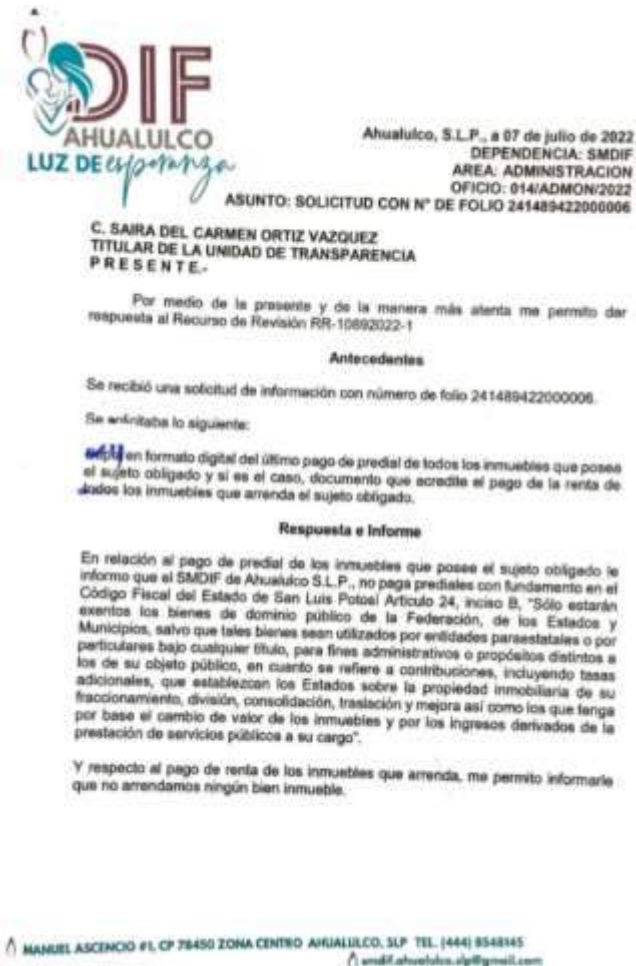 DIF
AHUALULCO
LUZ DE esperanza
Ahualulco, S.L.P., a 07 de julio de 2022
DEPENDENCIA: SMDIF
AREA: ADMINISTRACION
OFICIO: 014/ADMON/2022
ASUNTO: SOLICITUD CON N° DE FOLIO 241489422000006
C. SAIRA DEL CARMEN ORTIZ VAZQUEZ
TITULAR DE LA UNIDAD DE TRANSPARENCIA
P R E S E N T E.-
Por medio de la presente y de la manera más atenta me permito dar
respuesta al Recurso de Revisión RR-10892022-1
Antecedentes
Se recibió una solicitud de información con número de folio 241489422000006.
Se solicitaba lo siguiente:
en formato digital del último pago de predial de todos los inmuebles que posea
el sujeto obligado y si es el caso, documento que acredite el pago de la renta de
todos los inmuebles que arrenda el sujeto obligado.
Respuesta e Informe
En relación al pago de predial de los inmuebles que posee el sujeto obligado le
informo que el SMDIF de Ahualulco S.L.P., no paga prediales con fundamento en el
Código Fiscal del Estado de San Luis Potosí Articulo 24, inciso B, "Sólo estarán
exentos los bienes de dominio público de la Federación, de los Estados y
Municipios, salvo que tales bienes sean utilizados por entidades paraestatales o por
particulares bajo cualquier título, para fines administrativos o propósitos distintos a
los de su objeto público, en cuanto se refiere a contribuciones, incluyendo tasas
adicionales, que establezcan los Estados sobre la propiedad inmobiliaria de su
fraccionamiento, división, consolidación, traslación y mejora así como los que tenga
por base el cambio de valor de los inmuebles y por los ingresos derivados de la
prestación de servicios públicos a su cargo".
Y respecto al pago de renta de los inmuebles que arrenda, me permito informarle
que no arrendamos ningún bien inmueble.
MANUEL ASCENCIO #1, CP 78450 ZONA CENTRO AHUALULCO, SLP TEL. (444) 8548145
smdif.ahualulco.slp@gmail.com